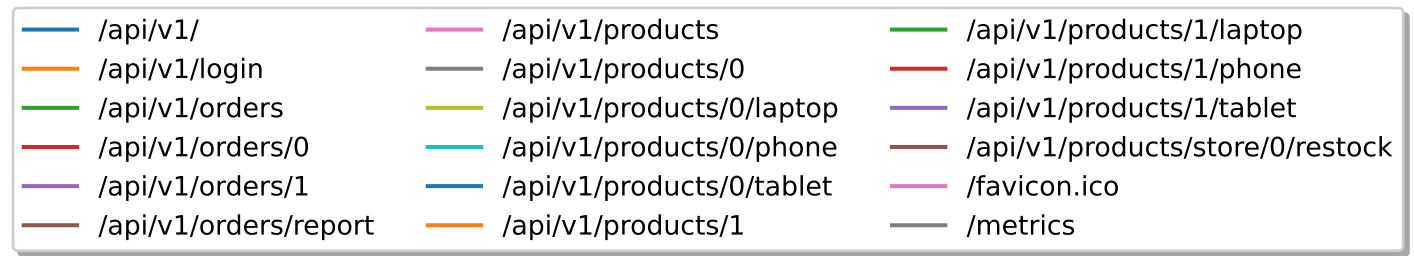 /api/v1/
/api/v1/login
/api/v1/orders
/api/v1/orders/0
/api/v1/orders/1
/api/v1/orders/report
/api/v1/products
/api/v1/products/0
/api/v1/products/0/laptop
/api/v1/products/0/phone
/api/v1/products/0/tablet
/api/v1/products/1
/api/v1/products/1/laptop
/api/v1/products/1/phone
/api/v1/products/1/tablet
/api/v1/products/store/0/restock
/favicon.ico
/metrics